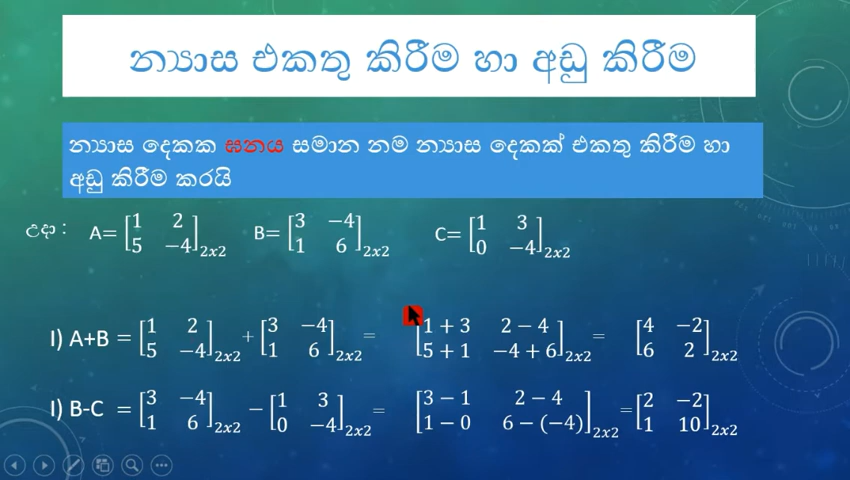 න්‍යාස එකතු කිරීම හා අඩු කිරීම
න්‍යාස දෙකක ඝනය සමාන නම් න්‍යාස දෙකක් එකතු කිරීම හා
අඩු කිරීම කරයි
උදා : A= [1 2 5 −4]2x2 B= [3 −4 1 6]2x2 C= [1 3 0 −4]2x2
I) A+B = [1 2 5 −4]2x2 + [3 −4 1 6]2x2 = [1 + 3 2 − 4 5 + 1 −4 + 6]2x2 = [4 −2 6 2]2x2
I) B-C = [3 −4 1 6]2x2 − [1 3 0 −4]2x2 = [3 − 1 2 − 4 1 − 0 6 − (−4)]2x2 = [2 −2 1 10]2x2